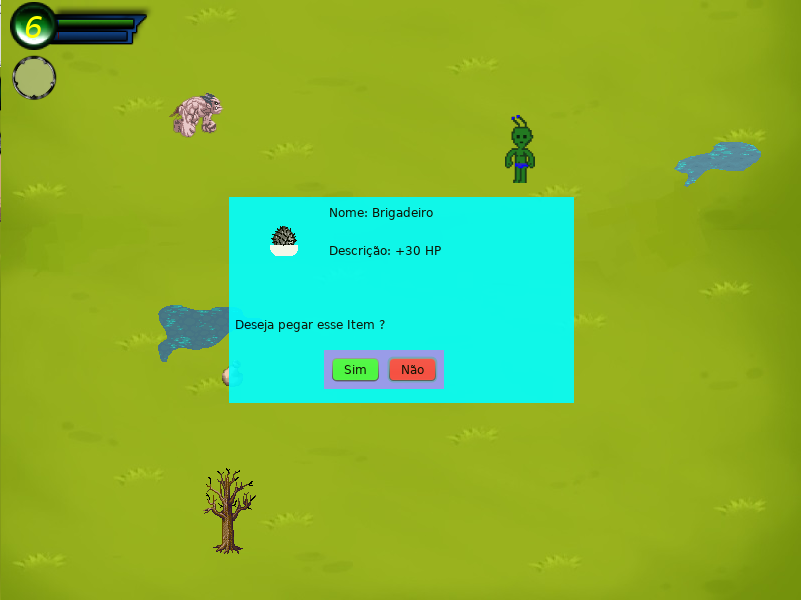 6
Nome: Brigadeiro
Descrição: +30 HP
Deseja pegar esse Item ?
Sim Não